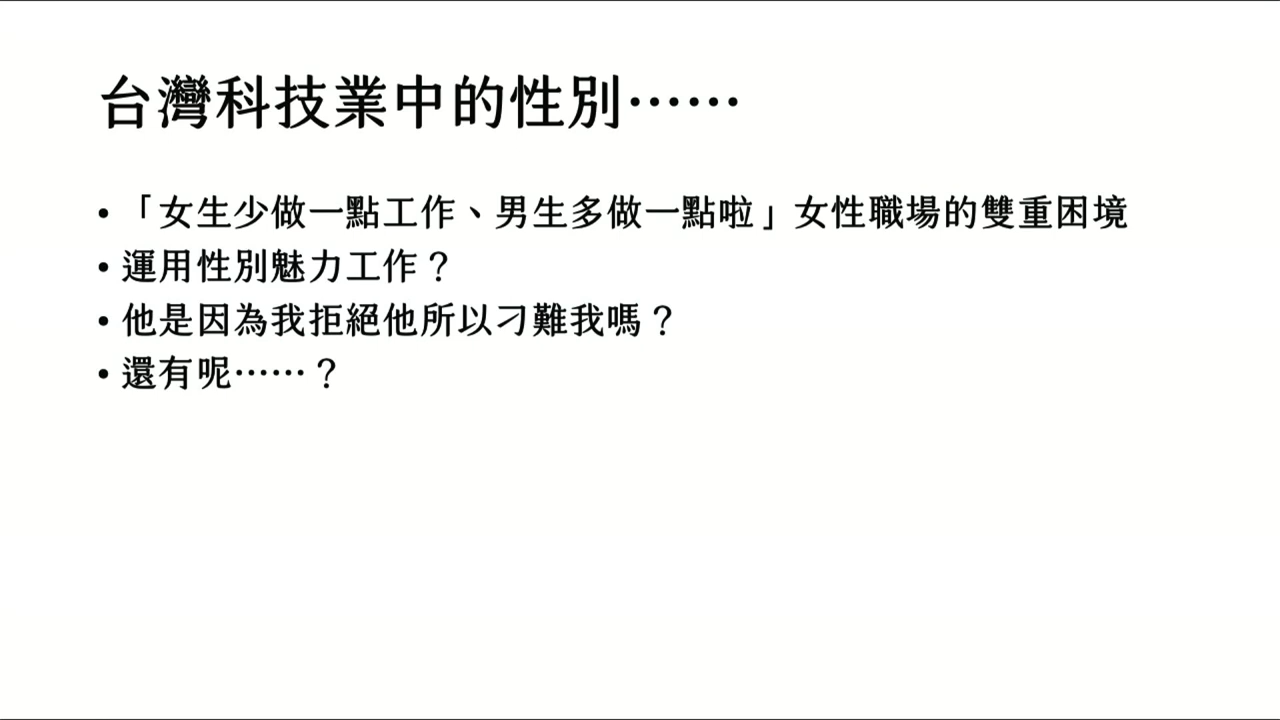 台灣科技業中的性別⋯⋯
• 「女生少做一點工作、男生多做一點啦」女性職場的雙重困境
• 運用性別魅力工作？
• 他是因為我拒絕他所以刁難我嗎？
• 還有呢⋯⋯？